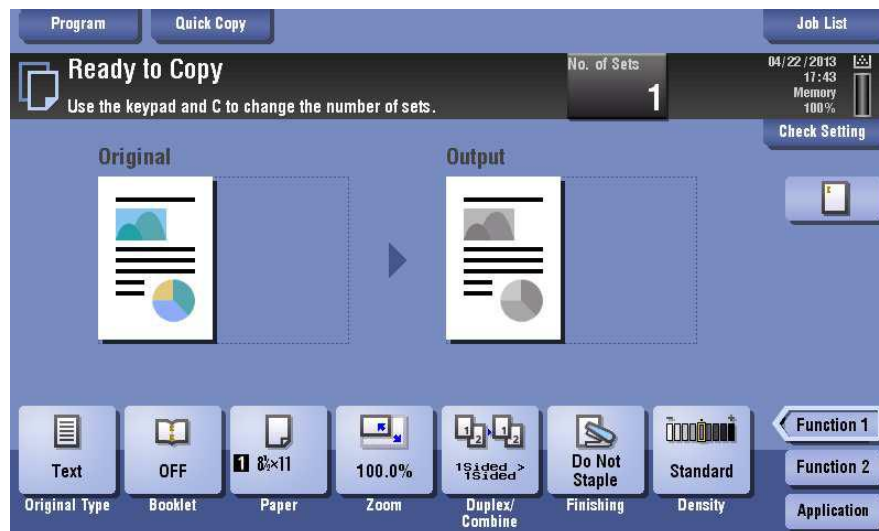 Program
Quick Copy
Job List
Ready to Copy
Use the keypad and C to change the number of sets.
No. of Sets
1
04/22/2013
17:43
Memory
100%
Check Setting
Original
Output
Text
OFF
1 8½×11
100.0%
1Sided >
1Sided
Do Not
Staple
Standard
Original Type
Booklet
Paper
Zoom
Duplex/
Combine
Finishing
Density
Function 1
Function 2
Application